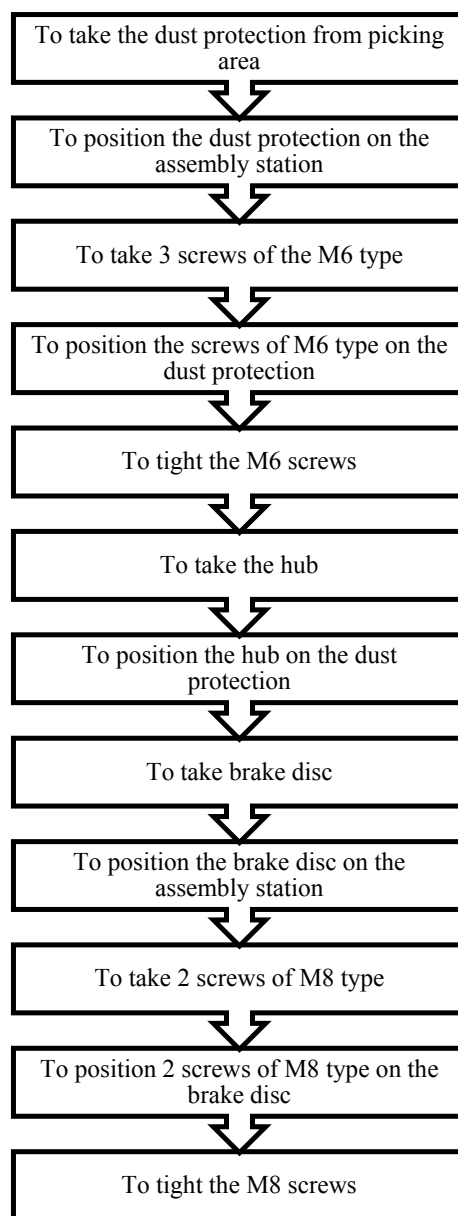 To take the dust protection from picking
area
To position the dust protection on the
assembly station
To take 3 screws of the M6 type
To position the screws of M6 type on the
dust protection
To tight the M6 screws
To take the hub
To position the hub on the dust
protection
To take brake disc
To position the brake disc on the
assembly station
To take 2 screws of M8 type
To position 2 screws of M8 type on the
brake disc
To tight the M8 screws